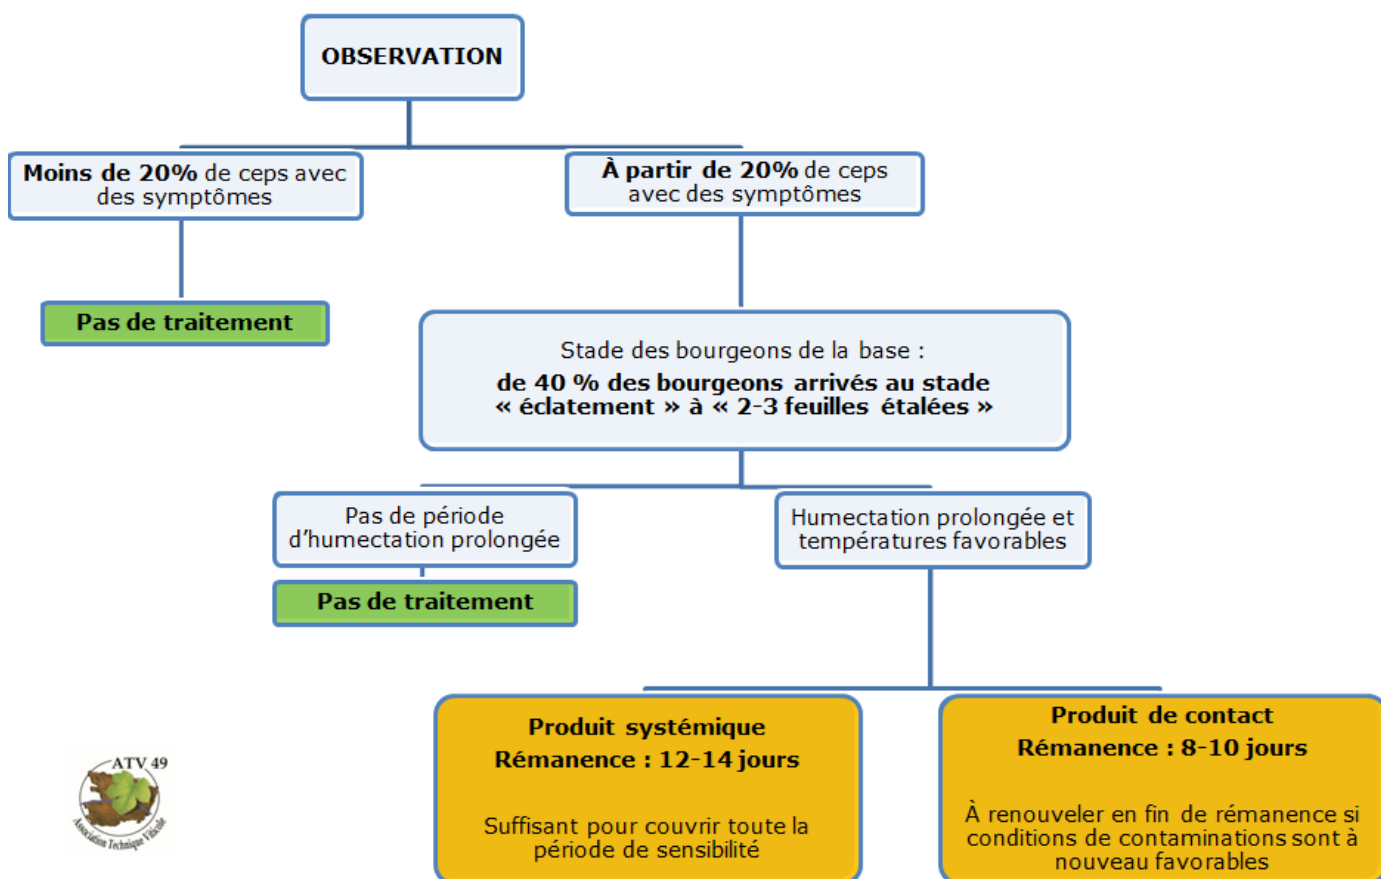 OBSERVATION
Moins de 20% de ceps avec
des symptômes
À partir de 20% de ceps
avec des symptômes
Pas de traitement
Stade des bourgeons de la base :
de 40 % des bourgeons arrivés au stade
« éclatement » à « 2-3 feuilles étalées »
Pas de période
d'humectation prolongée
Humectation prolongée et
températures favorables
Pas de traitement
Produit systémique
Rémanence : 12-14 jours
Suffisant pour couvrir toute la
période de sensibilité
Produit de contact
Rémanence : 8-10 jours
À renouveler en fin de rémanence si
conditions de contaminations sont à
nouveau favorables
ATV 49
Association Technique Viticole